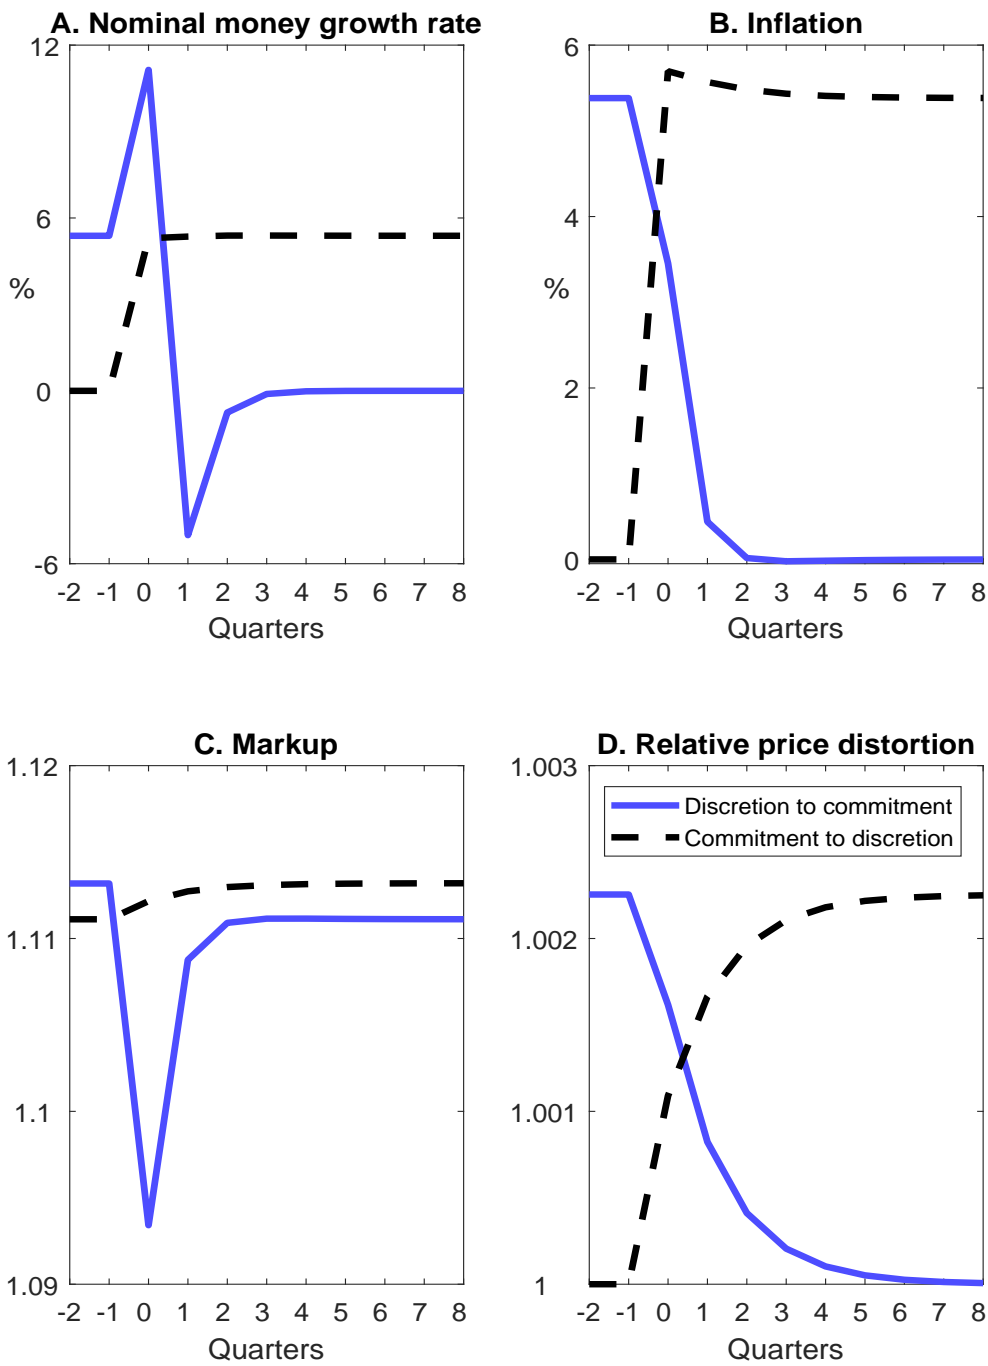 A. Nominal money growth rate
12
6
%
0
-6
-2 -1 0 1 2 3 4 5 6 7 8
Quarters
B. Inflation
6
4
%
2
0
-2 -1 0 1 2 3 4 5 6 7 8
Quarters
C. Markup
1.12
1.11
1.1
1.09
-2 -1 0 1 2 3 4 5 6 7 8
Quarters
D. Relative price distortion
1.003
Discretion to commitment
Commitment to discretion
1.002
1.001
1
-2 -1 0 1 2 3 4 5 6 7 8
Quarters